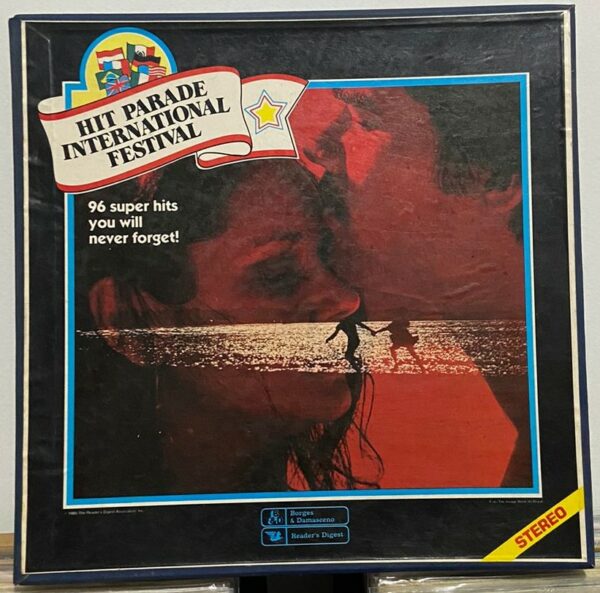 HIT PARADE
INTERNATIONAL
FESTIVAL
96 super hits
you will
never forget!
Borges
& Damasceno
Reader's Digest
STEREO